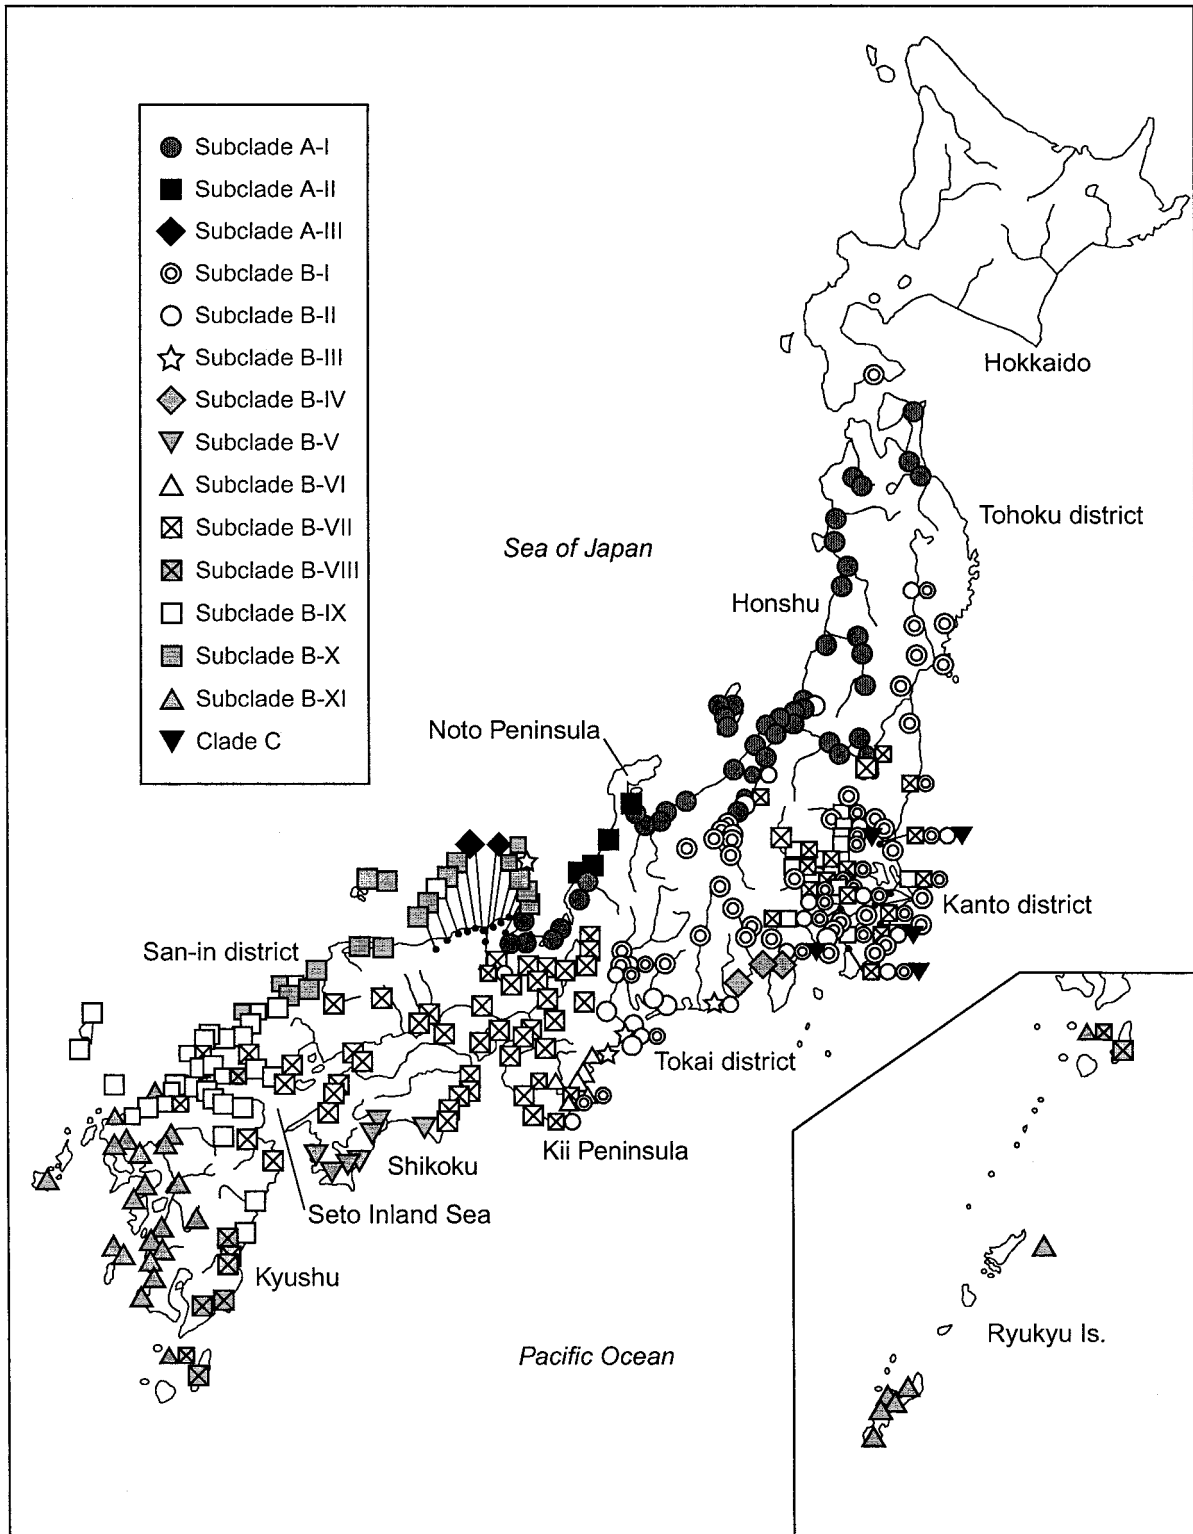 Subclade A-I
Subclade A-II
Subclade A-III
Subclade B-I
Subclade B-II
Subclade B-III
Subclade B-IV
Subclade B-V
Subclade B-VI
Subclade B-VII
Subclade B-VIII
Subclade B-IX
Subclade B-X
Subclade B-XI
Clade C
Hokkaido
Tohoku district
Sea of Japan
Honshu
Noto Peninsula
Kanto district
San-in district
Tokai district
Kii Peninsula
Shikoku
Seto Inland Sea
Kyushu
Ryukyu Is.
Pacific Ocean